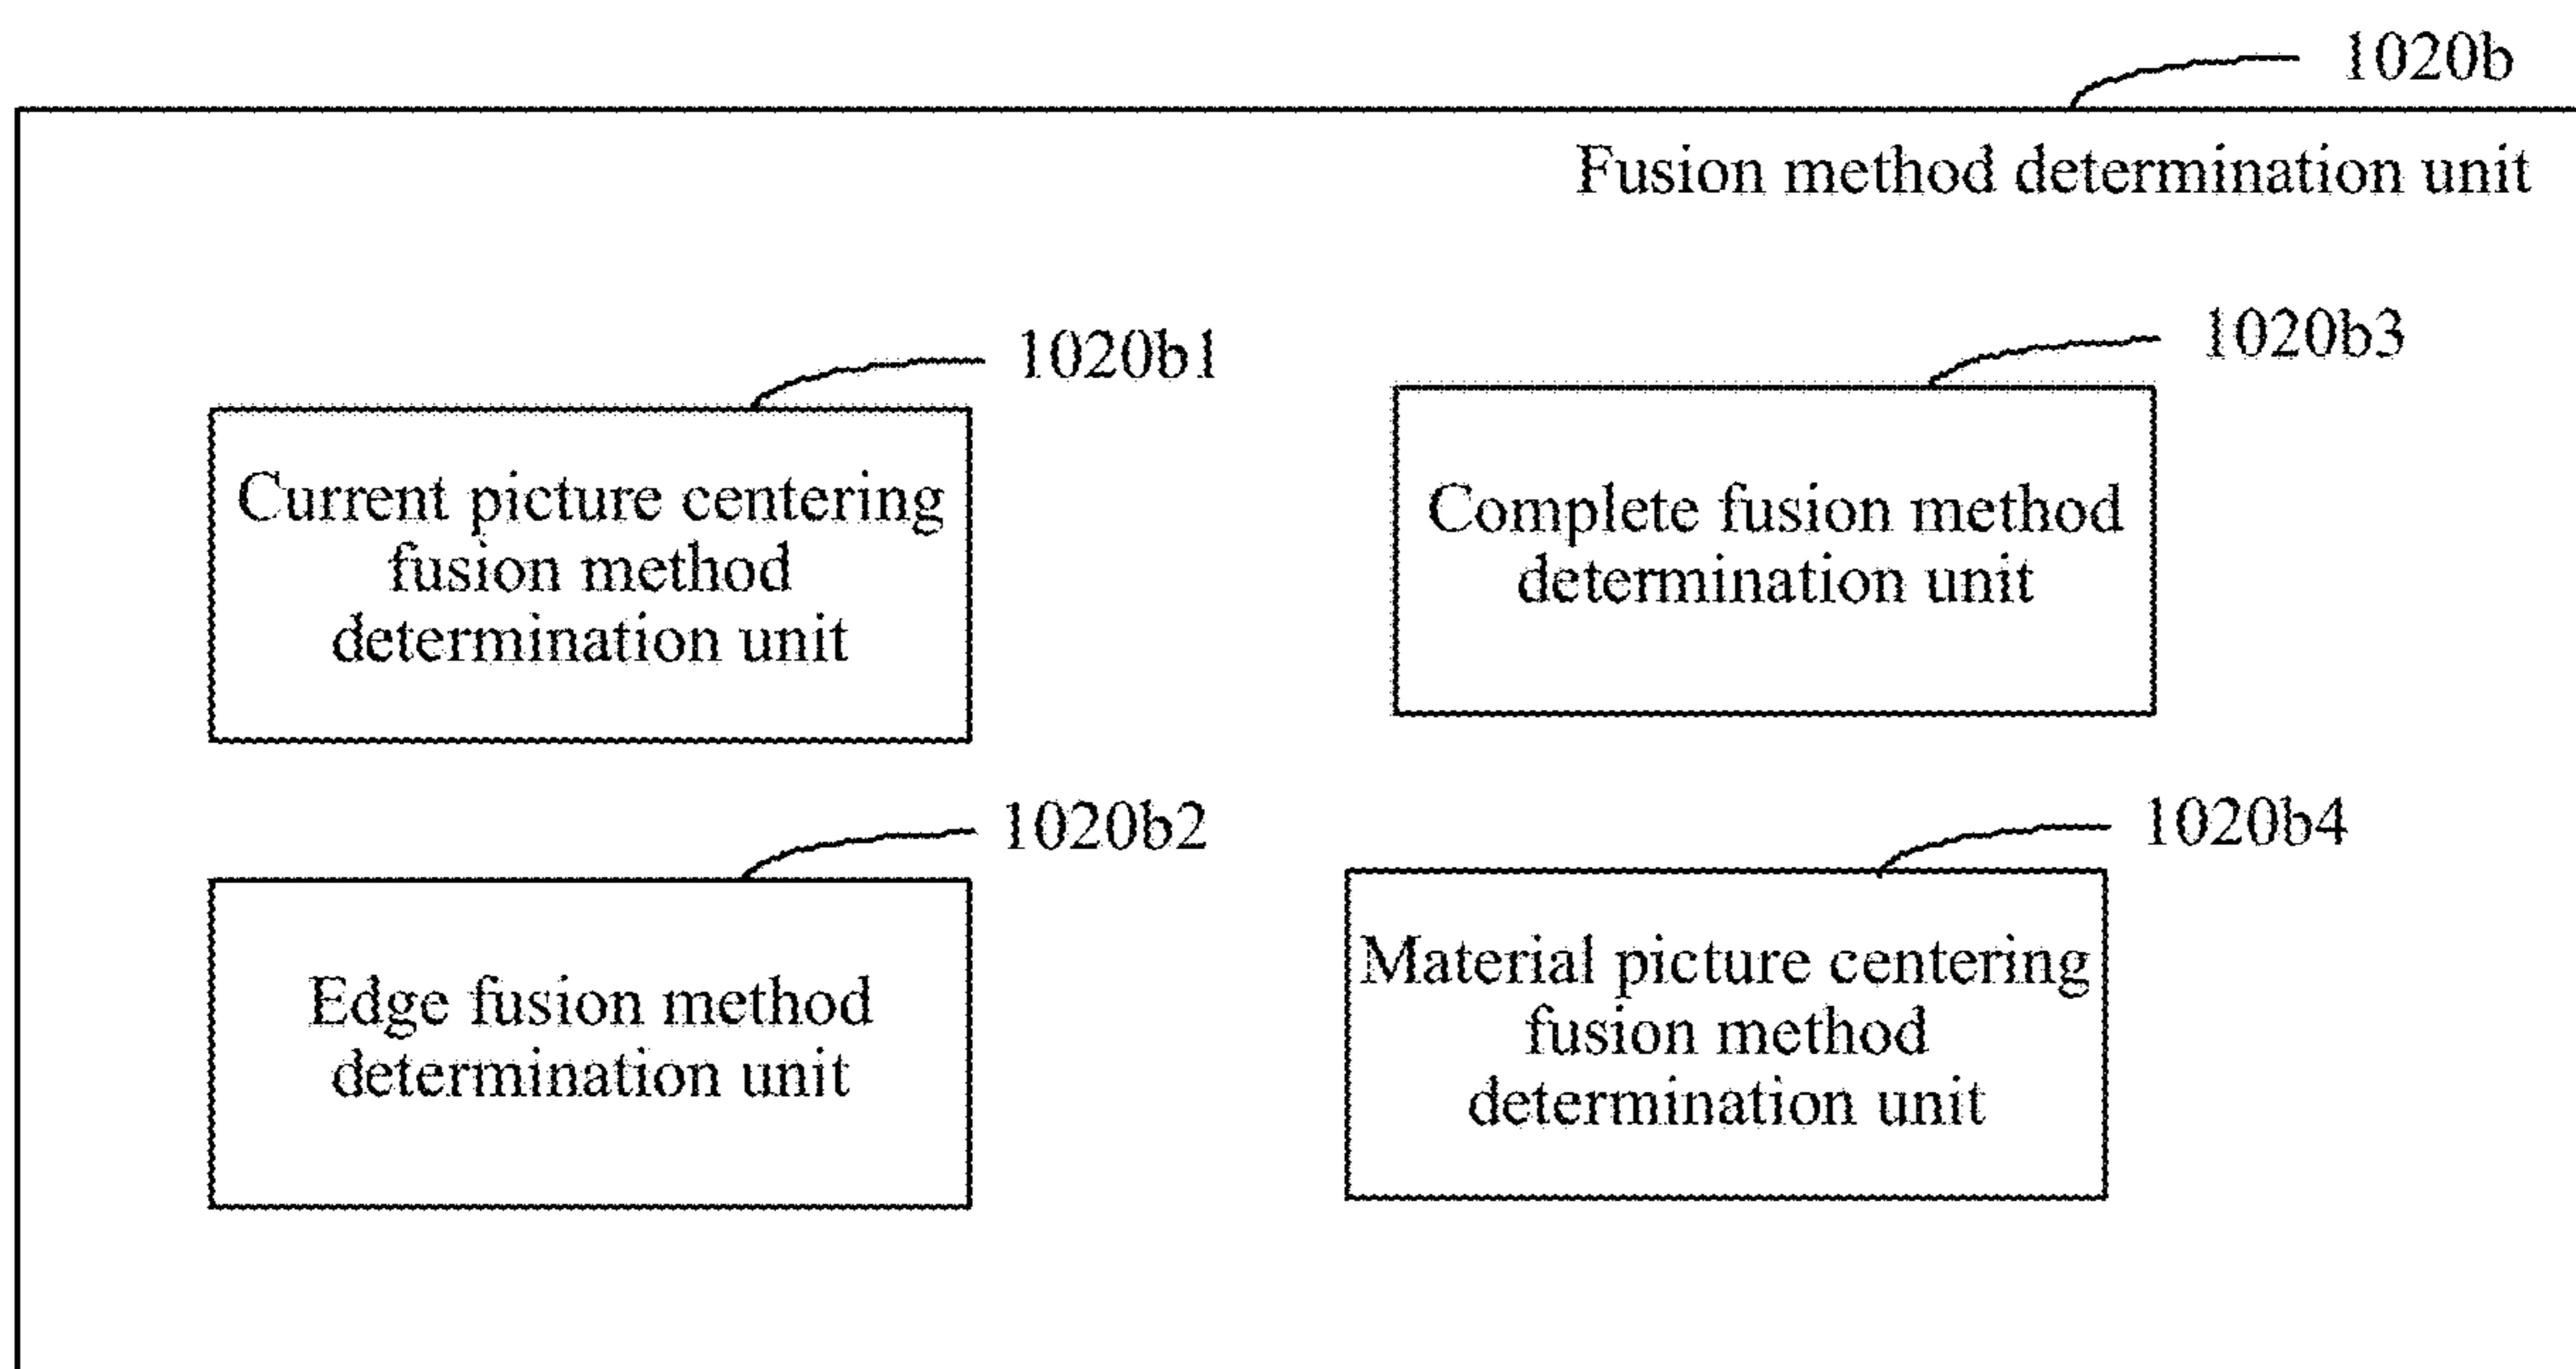 1020b
Fusion method determination unit
1020b1
Current picture centering
fusion method
determination unit
1020b3
Complete fusion method
determination unit
1020b2
Edge fusion method
determination unit
1020b4
Material picture centering
fusion method
determination unit